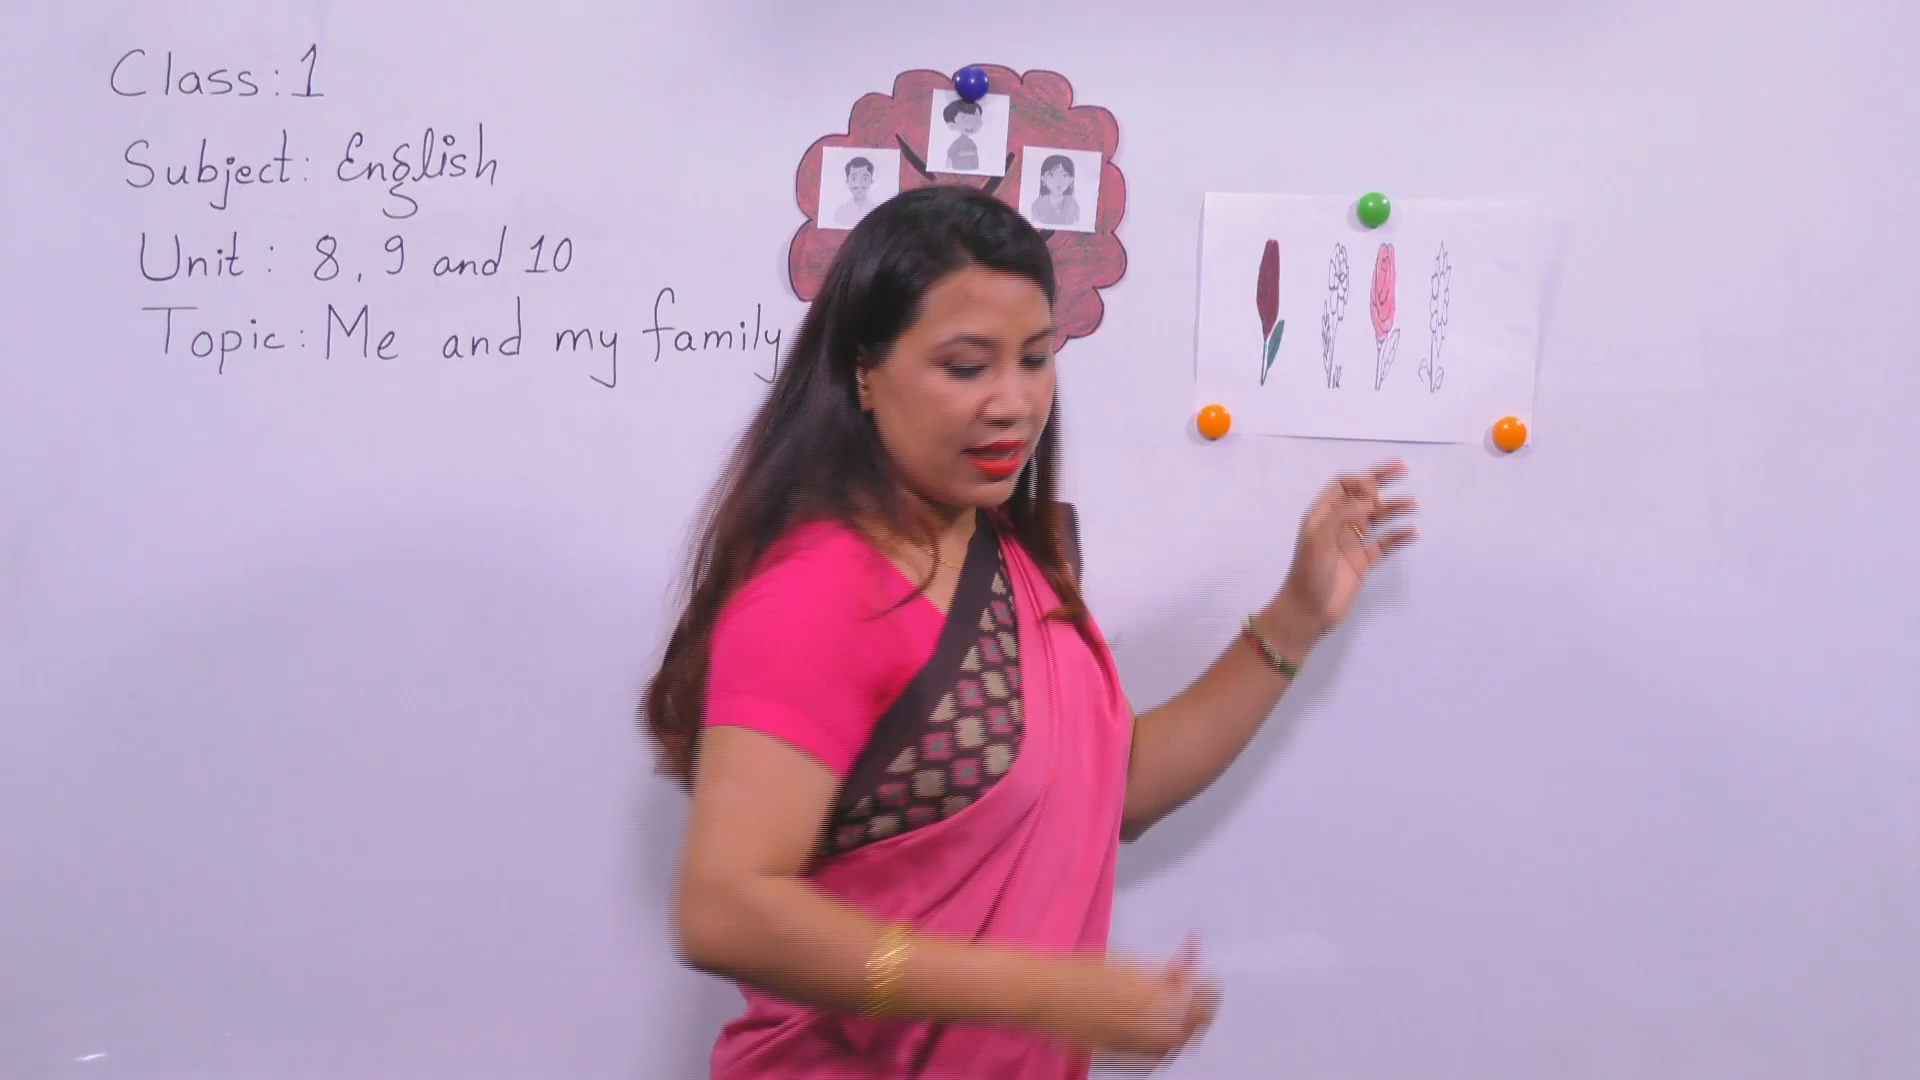 Class: 1
Subject: English
Unit: 8, 9 and 10
Topic: Me and my family